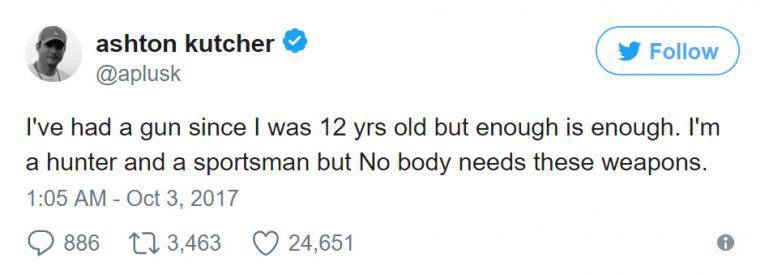 ashton kutcher
@aplusk
Follow
I've had a gun since I was 12 yrs old but enough is enough. I'm
a hunter and a sportsman but No body needs these weapons.
1:05 AM - Oct 3, 2017
886 3,463 24,651